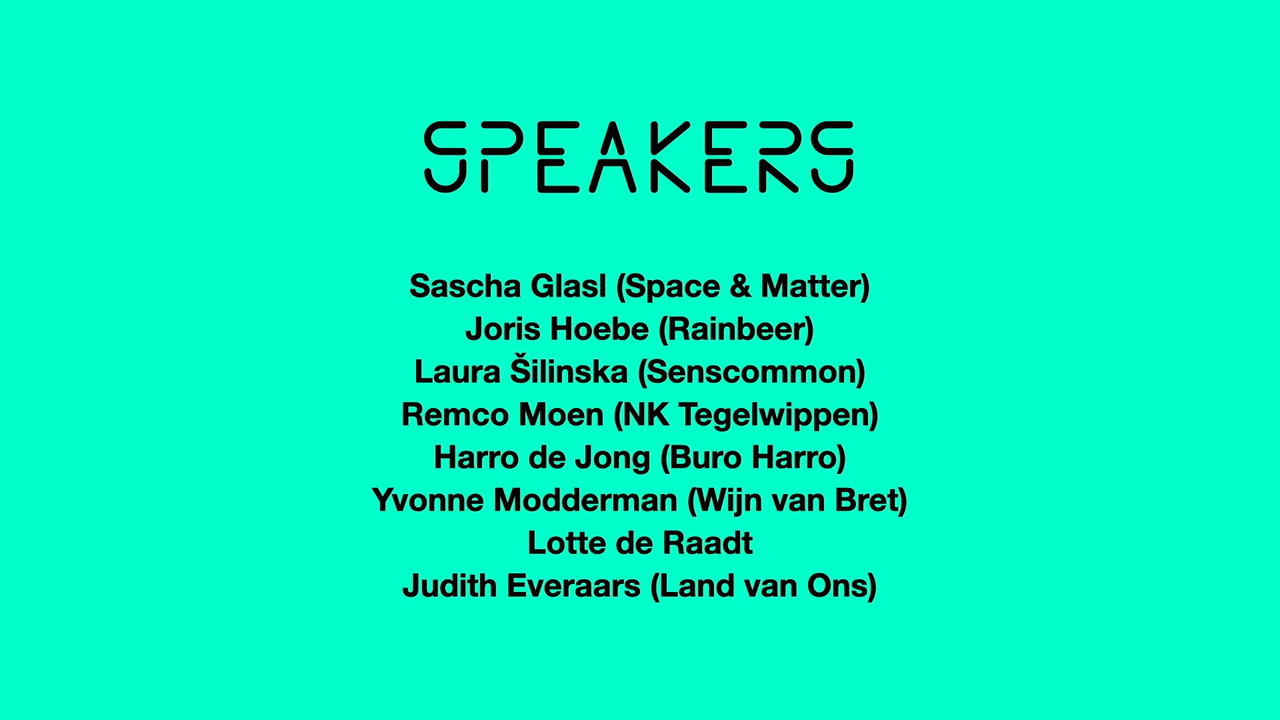 SPEAKERS
Sascha Glasl (Space & Matter)
Joris Hoebe (Rainbeer)
Laura Šilinska (Senscommon)
Remco Moen (NK Tegelwippen)
Harro de Jong (Buro Harro)
Yvonne Modderman (Wijn van Bret)
Lotte de Raadt
Judith Everaars (Land van Ons)